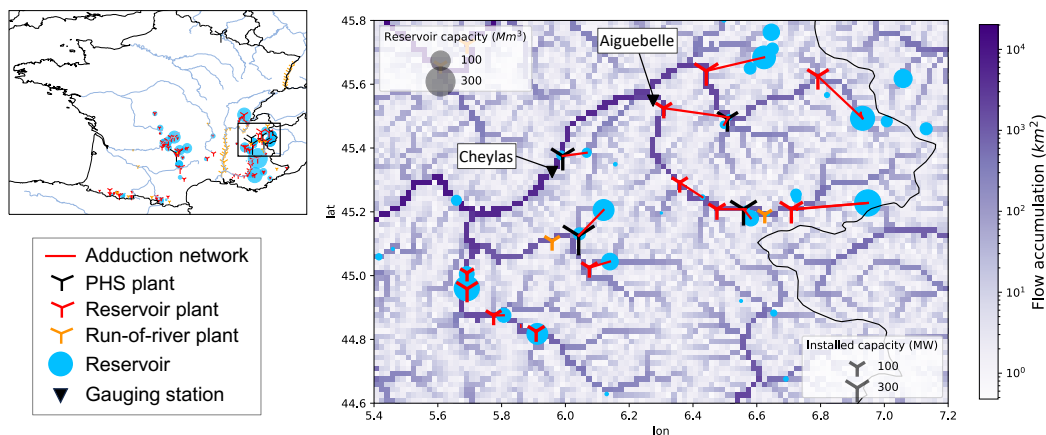 Adduction network
PHS plant
Reservoir plant
Run-of-river plant
Reservoir
Gauging station
Reservoir capacity (Mm³)
100
300
Aiguebelle
Cheylas
Installed capacity (MW)
100
300
45.8
45.6
45.4
45.2
45.0
44.8
44.6
lat
5.4
5.6
5.8
6.0
6.2
6.4
6.6
6.8
7.0
7.2
lon
10⁴
10³
10²
10¹
10⁰
Flow accumulation (km²)